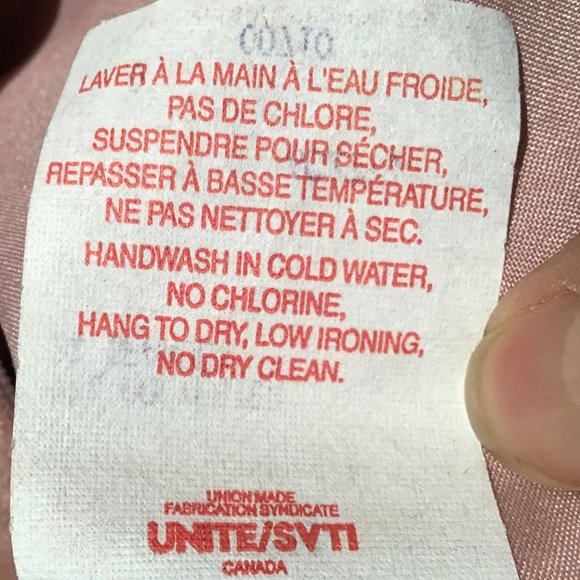 LAVER À LA MAIN À L'EAU FROIDE,
PAS DE CHLORE,
SUSPENDRE POUR SÉCHER,
REPASSER À BASSE TEMPÉRATURE,
NE PAS NETTOYER À SEC.
HANDWASH IN COLD WATER,
NO CHLORINE,
HANG TO DRY, LOW IRONING,
NO DRY CLEAN.
UNION MADE
FABRICATION SYNDICATE
UNITE/SVTI
CANADA